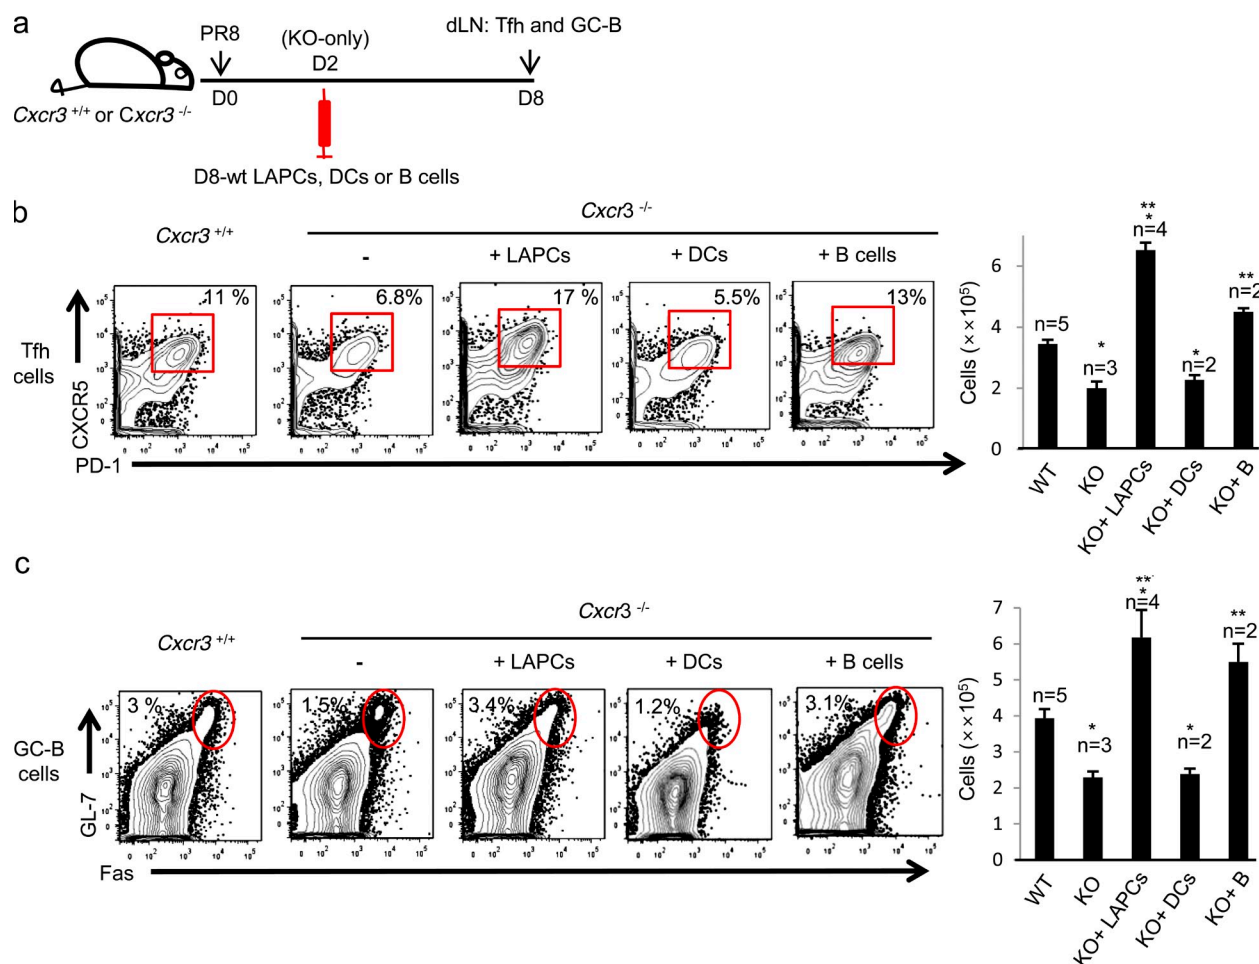 a
PR8
(KO-only)
D2
dLN: Tfh and GC-B
D0
D8
Cxcr3 +/+ or Cxcr3 -/-
D8-wt LAPCs, DCs or B cells
b
Cxcr3 +/+
Cxcr3 -/-
-
+ LAPCs
+ DCs
+ B cells
Tfh
cells
CXCR5
PD-1
11 %
6.8%
17 %
5.5%
13%
Cells (××10⁵)
6
4
2
0
n=5
*
n=3
**
*
n=4
*
n=2
**
n=2
WT
KO
KO+ LAPCs
KO+ DCs
KO+ B
c
Cxcr3 +/+
Cxcr3 -/-
-
+ LAPCs
+ DCs
+ B cells
GC-B
cells
GL-7
Fas
3 %
1.5%
3.4%
1.2%
3.1%
Cells (××10⁵)
7
6
5
4
3
2
1
0
n=5
*
n=3
**
*
n=4
*
n=2
**
n=2
WT
KO
KO+ LAPCs
KO+ DCs
KO+ B